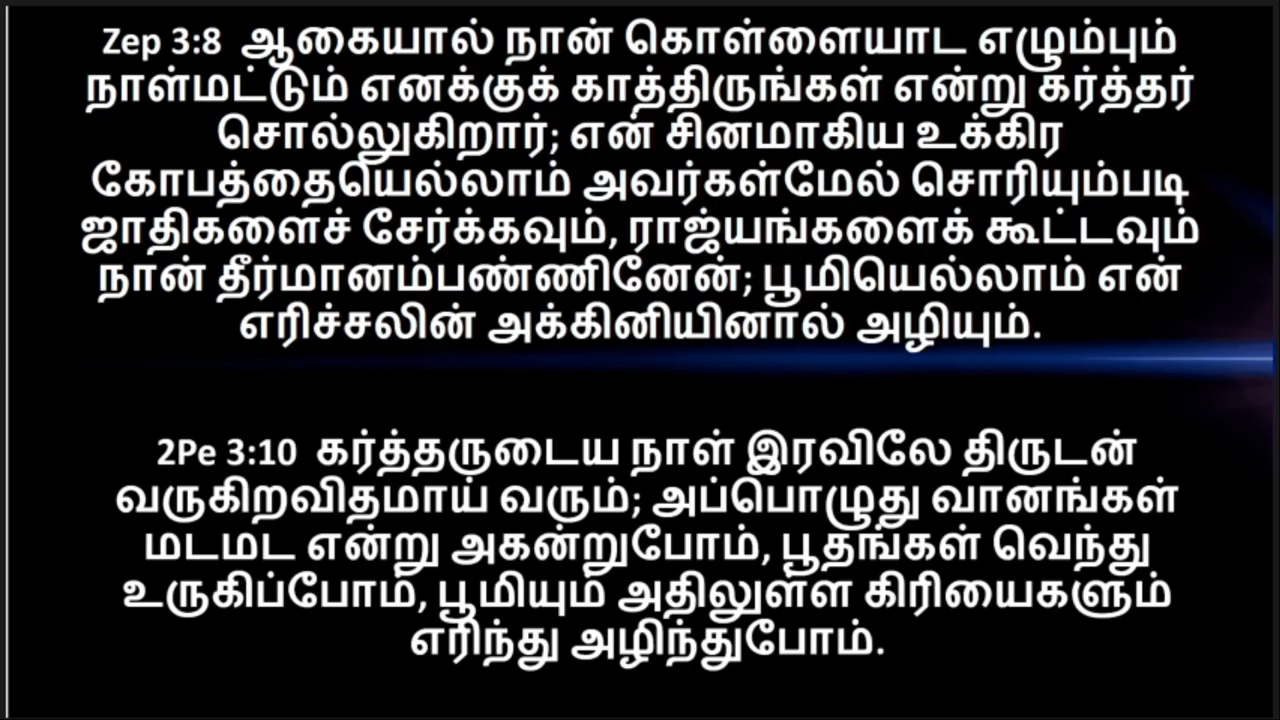 Zep 3:8 ஆகையால் நான் கொள்ளையாட எழும்பும்
நாள்மட்டும் எனக்குக் காத்திருங்கள் என்று கர்த்தர்
சொல்லுகிறார்; என் சினமாகிய உக்கிர
கோபத்தையெல்லாம் அவர்கள்மேல் சொரியும்படி
ஜாதிகளைச் சேர்க்கவும், ராஜ்யங்களைக் கூட்டவும்
நான் தீர்மானம்பண்ணினேன்; பூமியெல்லாம் என்
எரிச்சலின் அக்கினியினால் அழியும்.
2Pe 3:10 கர்த்தருடைய நாள் இரவிலே திருடன்
வருகிறவிதமாய் வரும்; அப்பொழுது வானங்கள்
மடமட என்று அகன்றுபோம், பூதங்கள் வெந்து
உருகிப்போம், பூமியும் அதிலுள்ள கிரியைகளும்
எரிந்து அழிந்துபோம்.